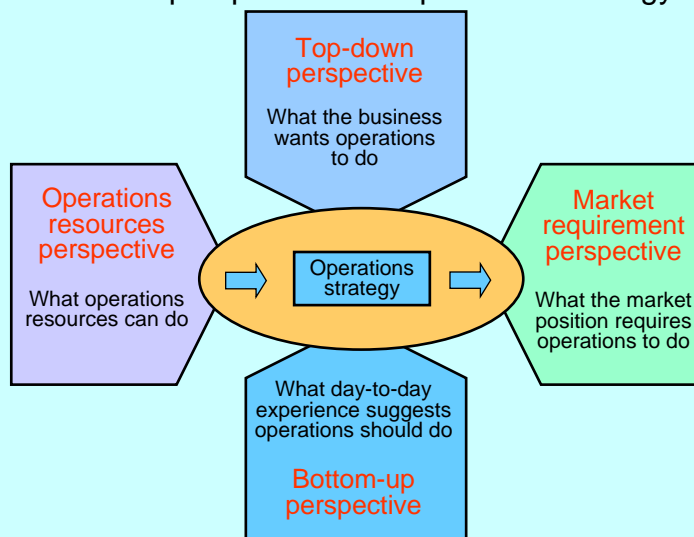 Top-down
perspective
What the business
wants operations
to do
Operations
resources
perspective
What operations
resources can do
Operations
strategy
Market
requirement
perspective
What the market
position requires
operations to do
What day-to-day
experience suggests
operations should do
Bottom-up
perspective